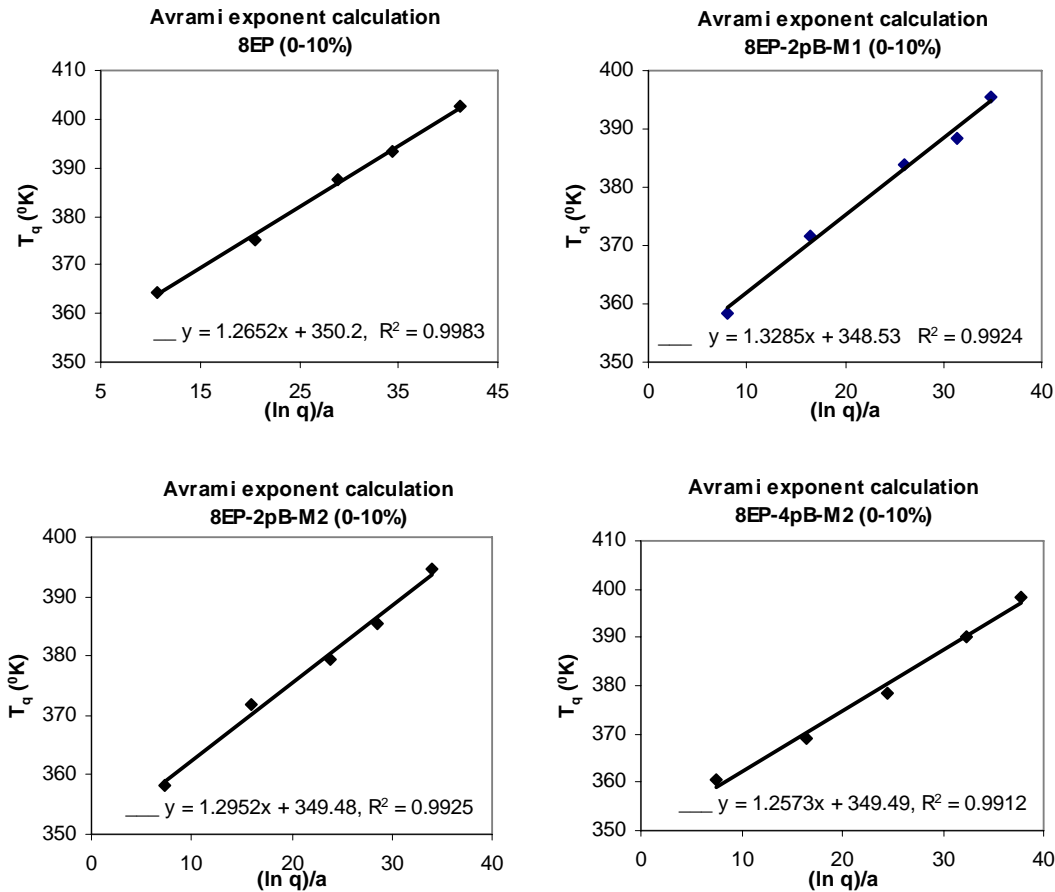 Avrami exponent calculation
8EP (0-10%)
410
400
390
380
370
360
350
T_q (⁰K)
y = 1.2652x + 350.2, R² = 0.9983
5 15 25 35 45
(ln q)/a
Avrami exponent calculation
8EP-2pB-M1 (0-10%)
400
390
380
370
360
350
T_q (⁰K)
y = 1.3285x + 348.53 R² = 0.9924
0 10 20 30 40
(ln q)/a
Avrami exponent calculation
8EP-2pB-M2 (0-10%)
400
390
380
370
360
350
T_q (⁰K)
y = 1.2952x + 349.48, R² = 0.9925
0 10 20 30 40
(ln q)/a
Avrami exponent calculation
8EP-4pB-M2 (0-10%)
410
400
390
380
370
360
350
T_q (⁰K)
y = 1.2573x + 349.49, R² = 0.9912
0 10 20 30 40
(ln q)/a